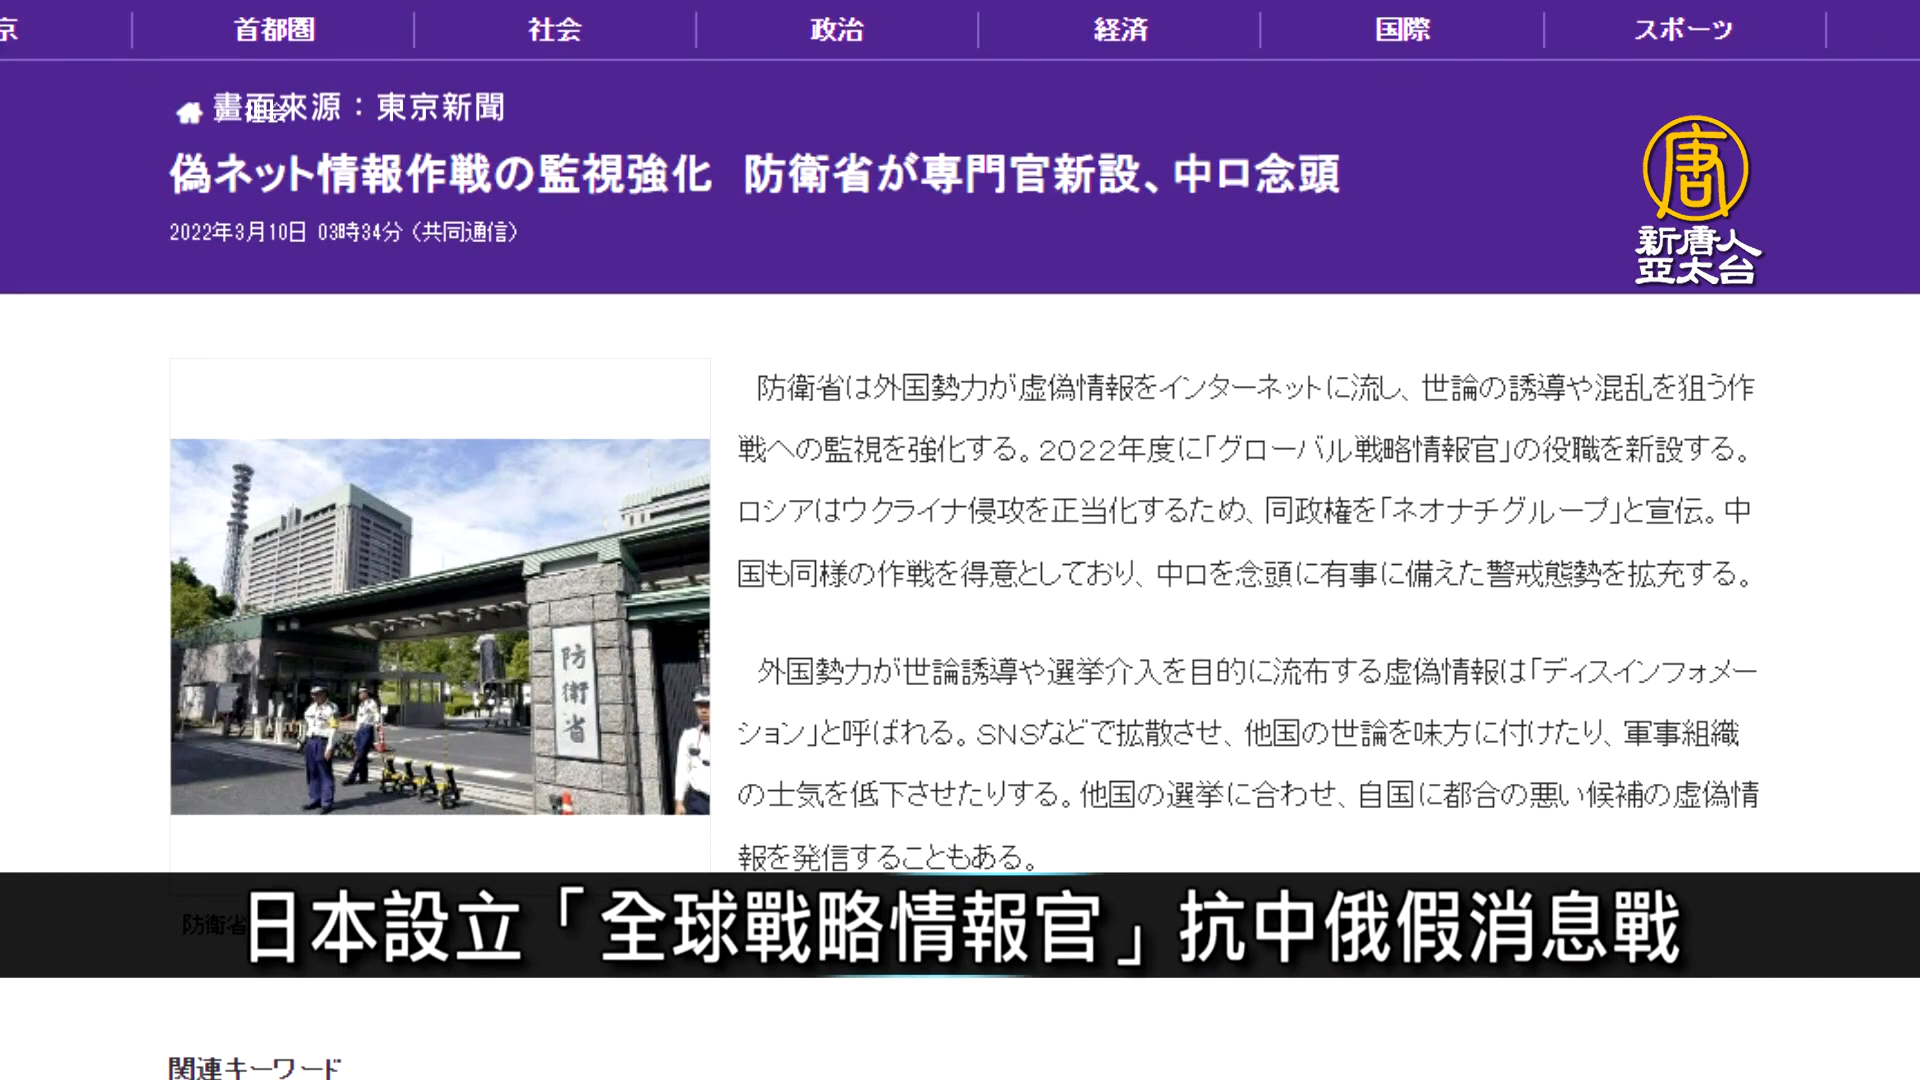 京 首都圏 社会 政治 経済 国際 スポーツ
畫面來源：東京新聞
偽ネット情報作戦の監視強化　防衛省が専門官新設、中ロ念頭
2022年3月10日 03時34分 (共同通信)
唐
新唐人
亞太台
防衛省は外国勢力が虚偽情報をインターネットに流し、世論の誘導や混乱を狙う作
戦への監視を強化する。2022年度に「グローバル戦略情報官」の役職を新設する。
ロシアはウクライナ侵攻を正当化するため、同政権を「ネオナチグループ」と宣伝。中
国も同様の作戦を得意としており、中ロを念頭に有事に備えた警戒態勢を拡充する。
外国勢力が世論誘導や選挙介入を目的に流布する虚偽情報は「ディスインフォメー
ション」と呼ばれる。SNSなどで拡散させ、他国の世論を味方に付けたり、軍事組織
の士気を低下させたりする。他国の選挙に合わせ、自国に都合の悪い候補の虚偽情
報を発信することもある。
防衛省
防衛省
日本設立「全球戰略情報官」抗中俄假消息戰
関連キーワード